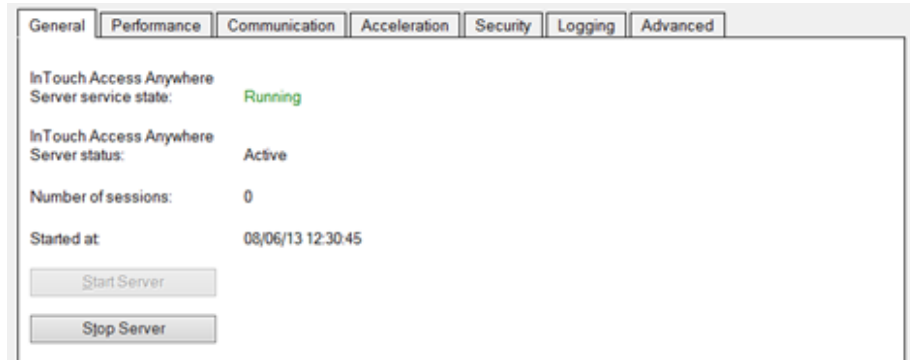 General Performance Communication Acceleration Security Logging Advanced
InTouch Access Anywhere
Server service state: Running
InTouch Access Anywhere
Server status: Active
Number of sessions: 0
Started at: 08/06/13 12:30:45
Start Server
Stop Server